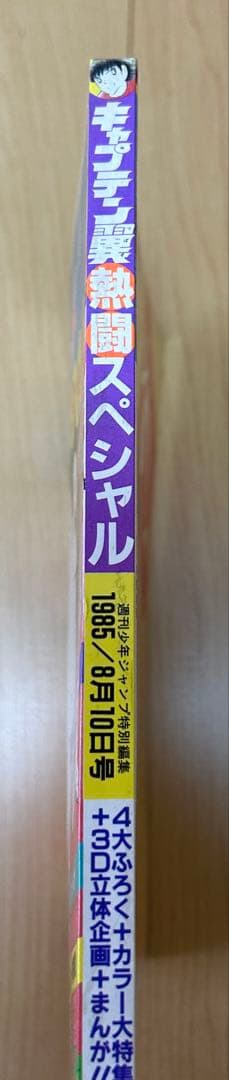 キャプテン翼熱闘スペシャル
週刊少年ジャンプ特別編集
1985/8月10日号
4大ふろく+カラー大特集
+3D立体企画+まんが!!